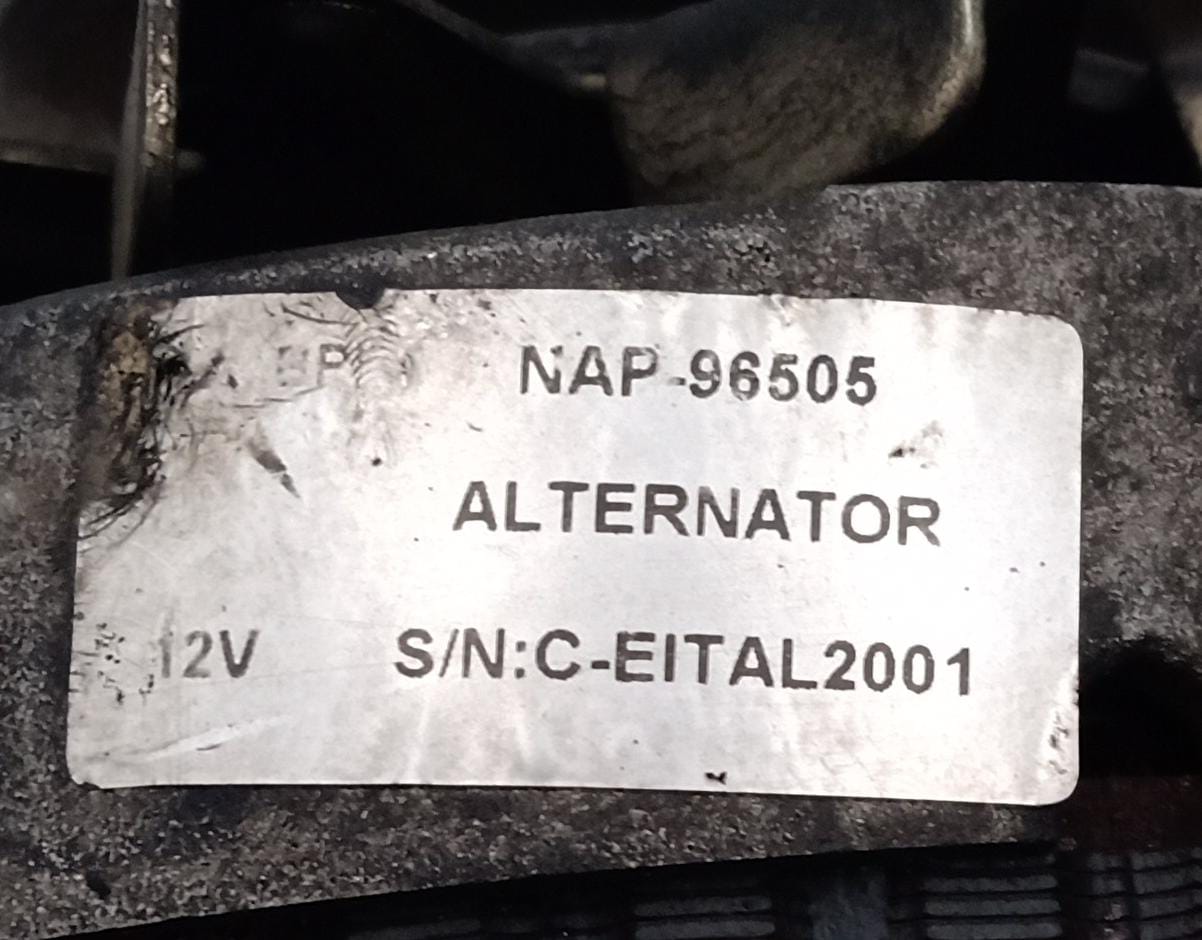 NAP-96505
ALTERNATOR
12V S/N:C-EITAL2001